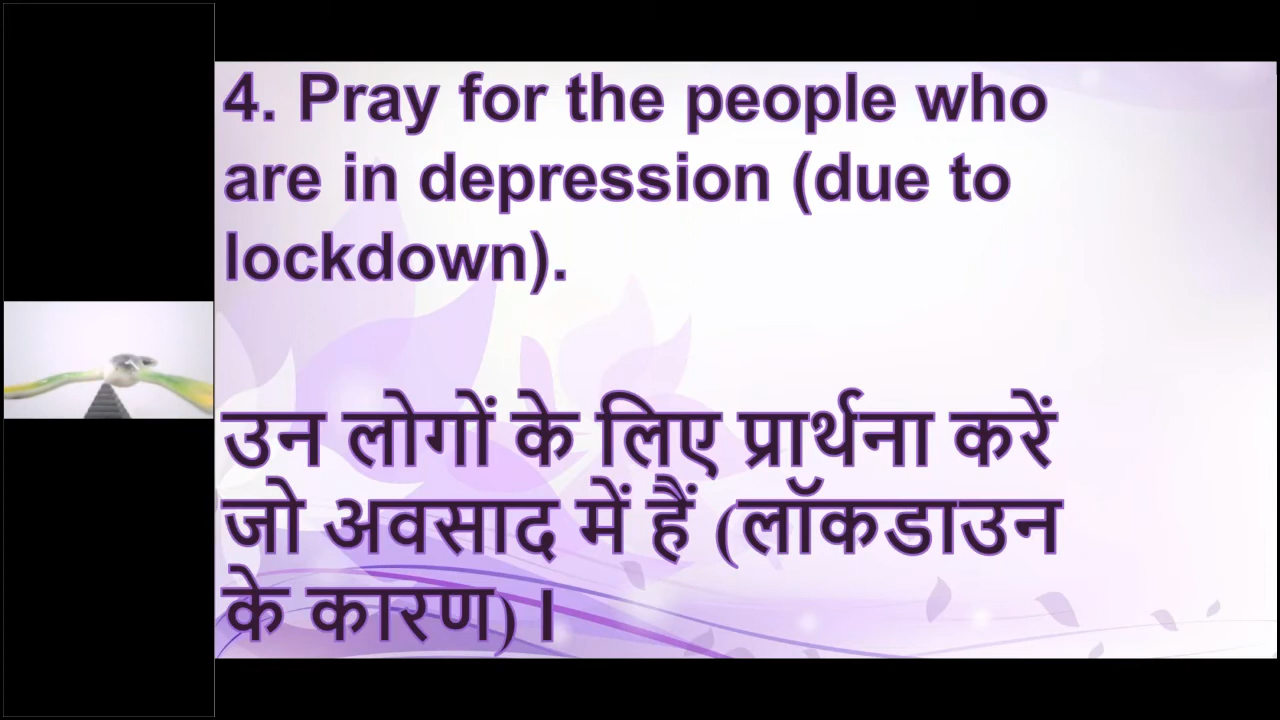 4. Pray for the people who
are in depression (due to
lockdown).
उन लोगों के लिए प्रार्थना करें
जो अवसाद में हैं (लॉकडाउन
के कारण) l